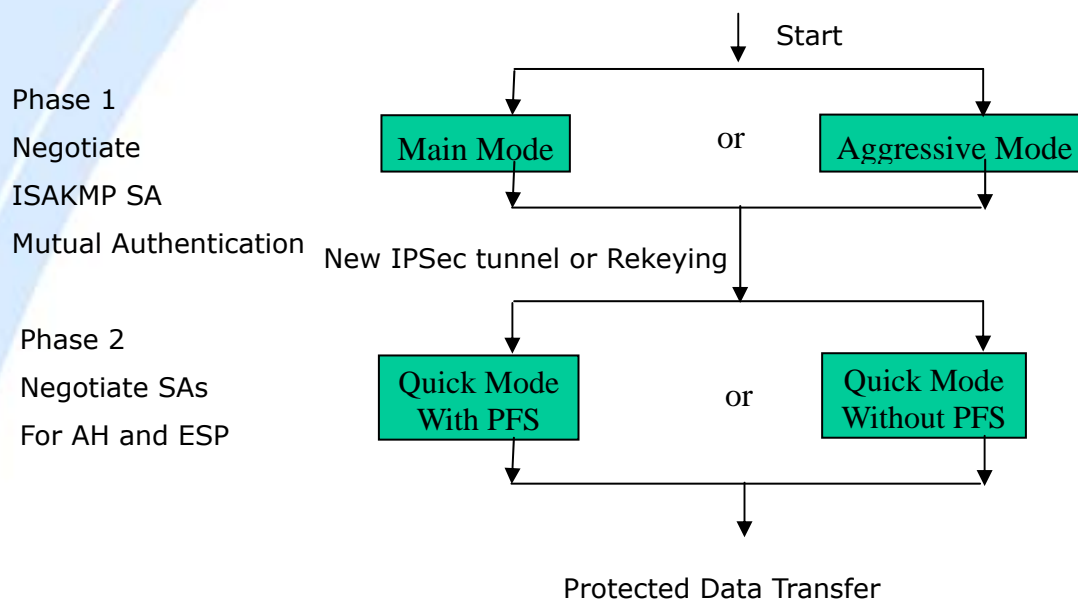 Start
Phase 1
Negotiate
ISAKMP SA
Mutual Authentication
Main Mode
or
Aggressive Mode
New IPSec tunnel or Rekeying
Phase 2
Negotiate SAs
For AH and ESP
Quick Mode
With PFS
or
Quick Mode
Without PFS
Protected Data Transfer